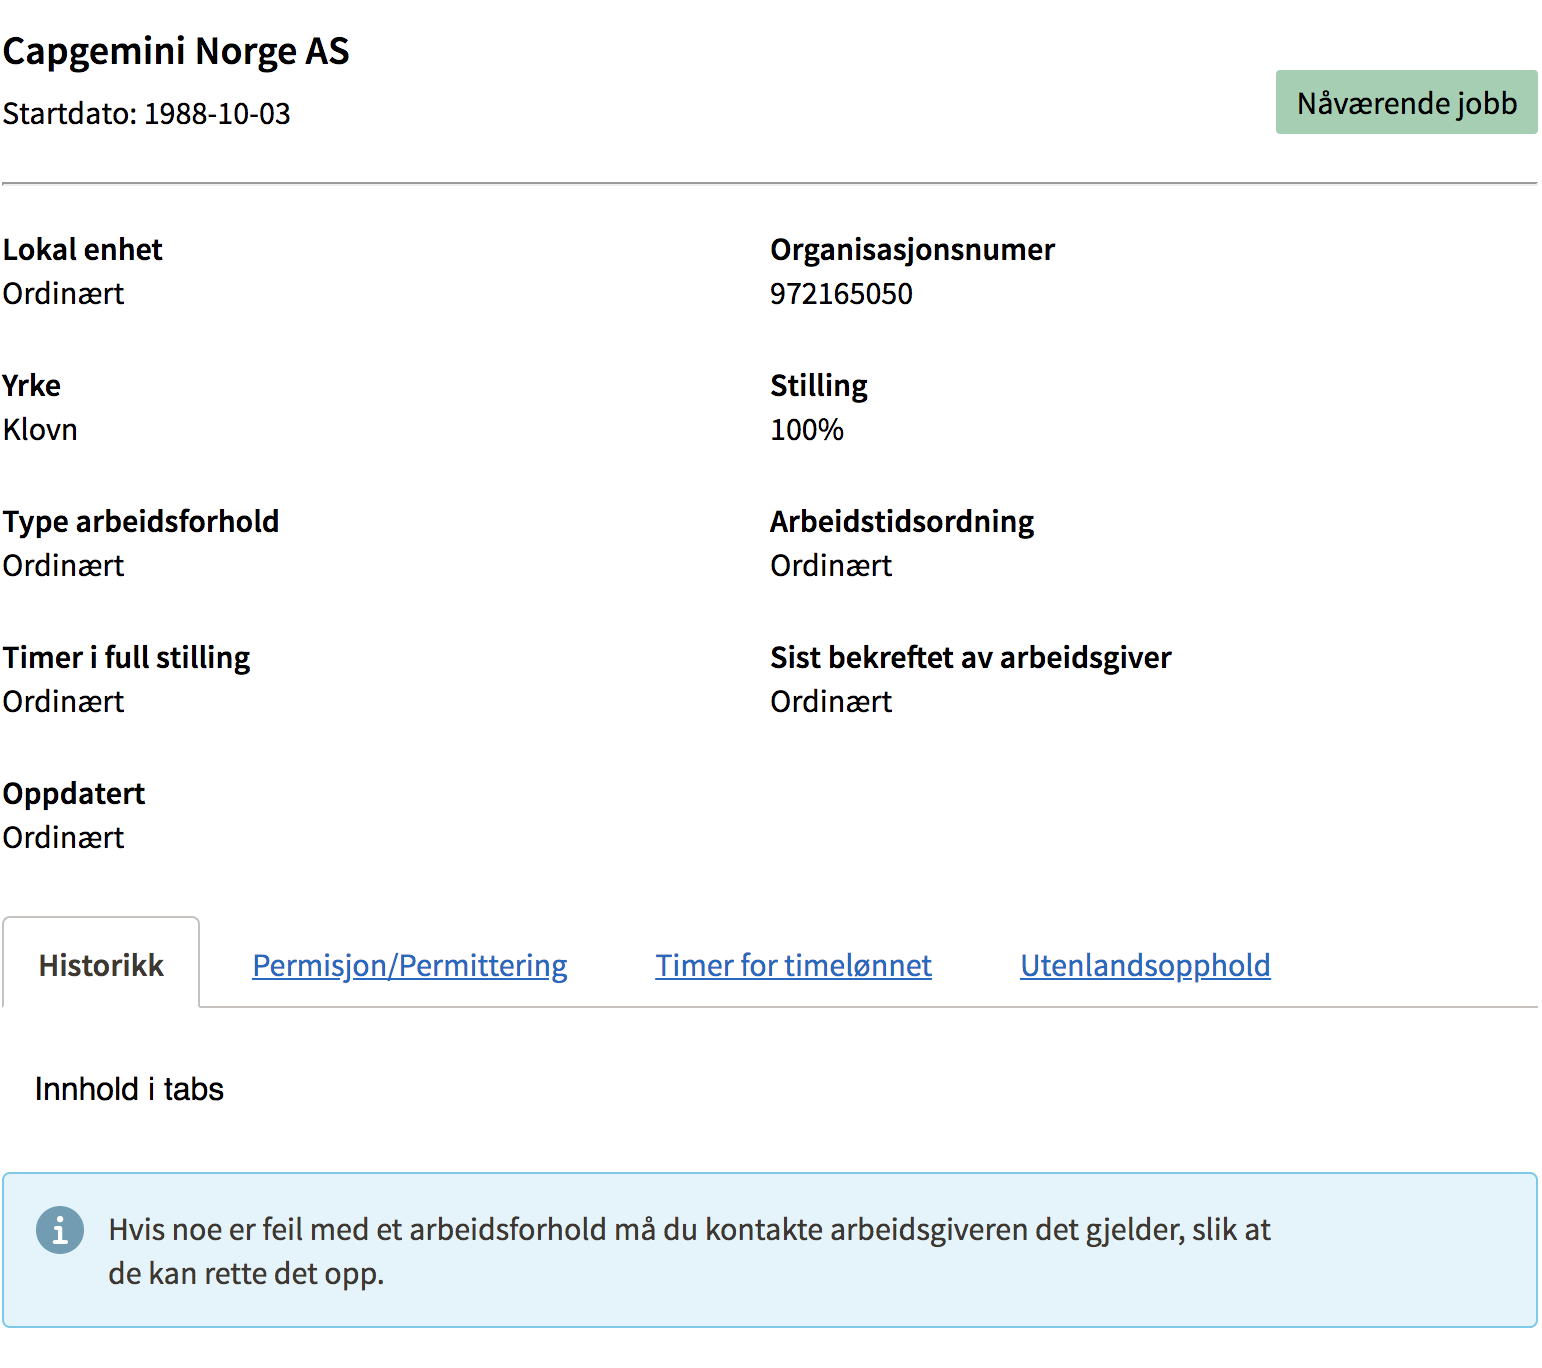 Capgemini Norge AS
Startdato: 1988-10-03
Nåværende jobb
Lokal enhet
Ordinært
Organisasjonsnumer
972165050
Yrke
Klovn
Stilling
100%
Type arbeidsforhold
Ordinært
Arbeidstidsordning
Ordinært
Timer i full stilling
Ordinært
Sist bekreftet av arbeidsgiver
Ordinært
Oppdatert
Ordinært
Historikk
Permisjon/Permittering
Timer for timelønnet
Utenlandsopphold
Innhold i tabs
Hvis noe er feil med et arbeidsforhold må du kontakte arbeidsgiveren det gjelder, slik at
de kan rette det opp.